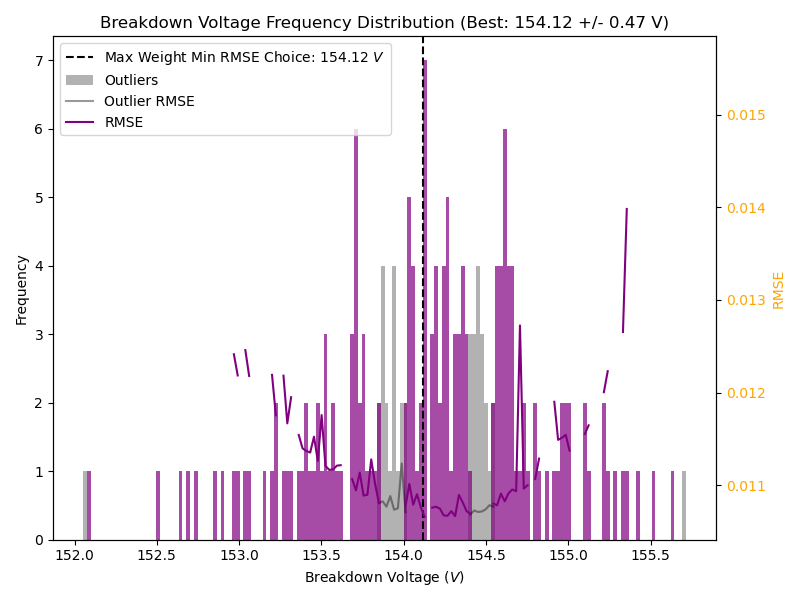 Breakdown Voltage Frequency Distribution (Best: 154.12 +/- 0.47 V)
Max Weight Min RMSE Choice: 154.12 V
Outliers
Outlier RMSE
RMSE
Frequency
7
6
5
4
3
2
1
0
0.015
0.014
0.013
0.012
0.011
RMSE
152.0 152.5 153.0 153.5 154.0 154.5 155.0 155.5
Breakdown Voltage (V)